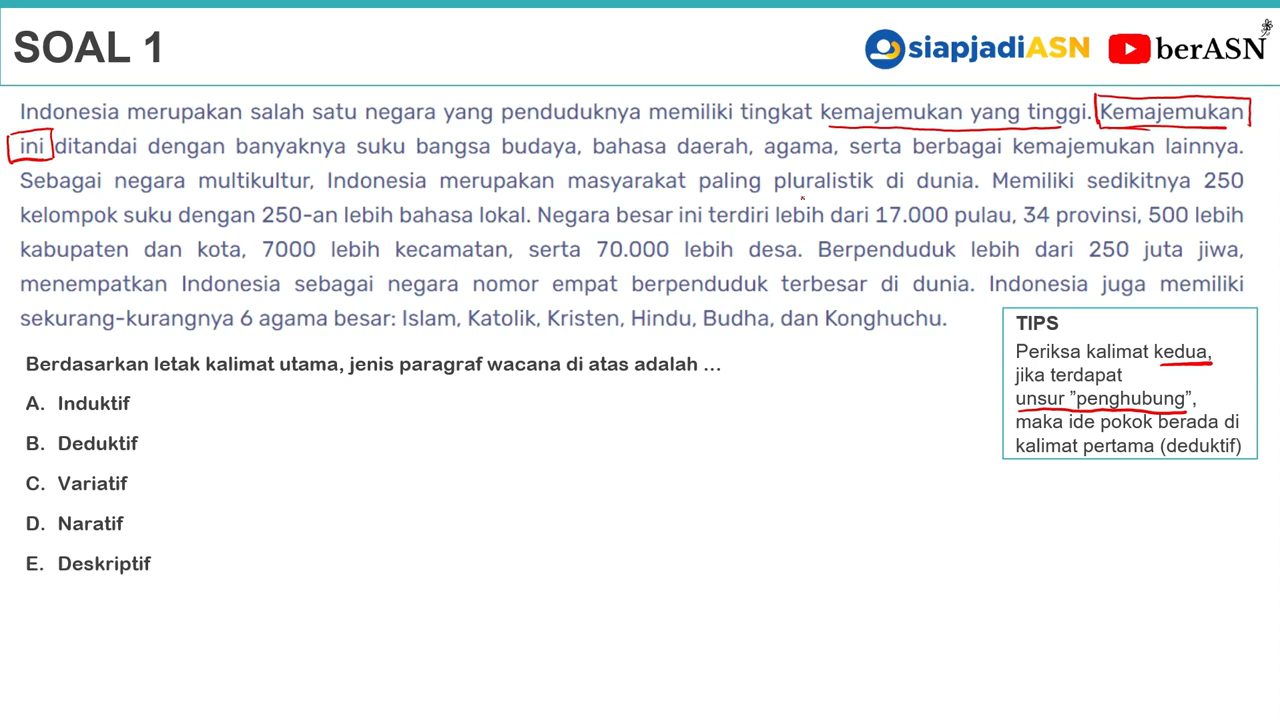 SOAL 1
siapjadiASN
berASN
Indonesia merupakan salah satu negara yang penduduknya memiliki tingkat kemajemukan yang tinggi. Kemajemukan
ini ditandai dengan banyaknya suku bangsa budaya, bahasa daerah, agama, serta berbagai kemajemukan lainnya.
Sebagai negara multikultur, Indonesia merupakan masyarakat paling pluralistik di dunia. Memiliki sedikitnya 250
kelompok suku dengan 250-an lebih bahasa lokal. Negara besar ini terdiri lebih dari 17.000 pulau, 34 provinsi, 500 lebih
kabupaten dan kota, 7000 lebih kecamatan, serta 70.000 lebih desa. Berpenduduk lebih dari 250 juta jiwa,
menempatkan Indonesia sebagai negara nomor empat berpenduduk terbesar di dunia. Indonesia juga memiliki
sekurang-kurangnya 6 agama besar: Islam, Katolik, Kristen, Hindu, Budha, dan Konghuchu.
Berdasarkan letak kalimat utama, jenis paragraf wacana di atas adalah ...
A. Induktif
B. Deduktif
C. Variatif
D. Naratif
E. Deskriptif
TIPS
Periksa kalimat kedua,
jika terdapat
unsur ”penghubung”,
maka ide pokok berada di
kalimat pertama (deduktif)